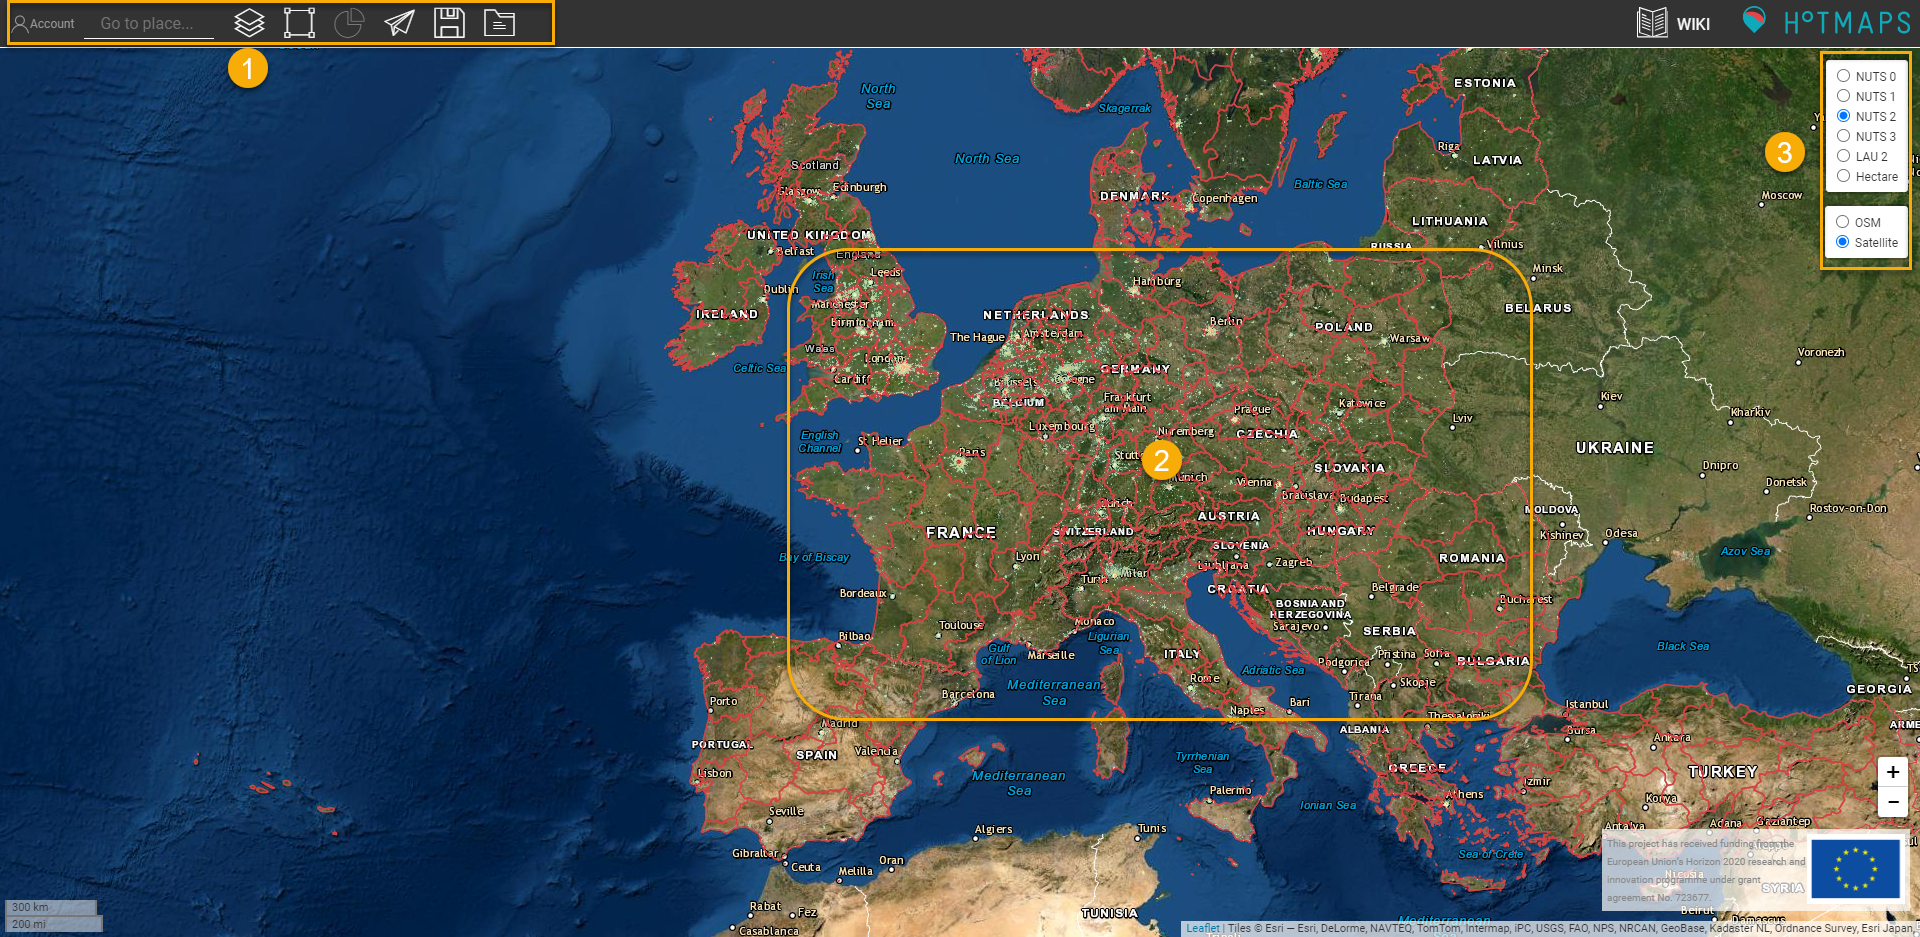 Account
Go to place...
WIKI
HOTMAPS
1
2
3
NUTS 0
NUTS 1
NUTS 2
NUTS 3
LAU 2
Hectare
OSM
Satellite
North
Sea
North Sea
Skagerrak
ESTONIA
Riga
LATVIA
Moscow
Baltic Sea
DENMARK
Copenhagen
LITHUANIA
RUSSIA
Vilnius
Minsk
BELARUS
Scotland
Glasgow
Edinburgh
UNITED KINGDOM
Belfast
England
Irish
Sea
Leeds
Dublin
Manchester
IRELAND
Birmingham
Wales
London
Celtic Sea
Cardiff
NETHERLANDS
The Hague
Amsterdam
Hamburg
Berlin
POLAND
Warsaw
Brussels
Cologne
GERMANY
BELGIUM
Frankfurt
am Main
Luxembourg
Prague
Katowice
Lviv
Kiev
Kharkiv
Voronezh
Nuremberg
CZECHIA
UKRAINE
English
Channel
St Helier
Paris
Stutt
Munich
SLOVAKIA
Vienna
Bratislava
Budapest
Dnipro
Donetsk
Rostov-on-Don
MOLDOVA
Kishinev
Odesa
Azov Sea
Zurich
AUSTRIA
FRANCE
SWITZERLAND
HUNGARY
SLOVENIA
Ljubljana
Zagreb
ROMANIA
Bay of Biscay
Lyon
Turin
Milan
CROATIA
Belgrade
Bucharest
Bordeaux
BOSNIA AND
HERZEGOVINA
Sarajevo
SERBIA
Toulouse
Monaco
Ligurian
Sea
Bilbao
Gulf
of Lion
Marseille
ITALY
Adriatic Sea
Podgorica
Pristina
Sofia
BULGARIA
Black Sea
Rome
Skopje
GEORGIA
Mediterranean
Sea
Barcelona
Porto
Naples
Bari
Tirana
Thessaloniki
Istanbul
Madrid
ALBANIA
Bursa
Ankara
PORTUGAL
SPAIN
Valencia
Tyrrhenian
Sea
GREECE
TURKEY
Lisbon
Mediterranean
Sea
Palermo
Ionian Sea
Athens
Izmir
Konya
Seville
Algiers
Tunis
Antalya
Adana
Gaziantep
Gibraltar
Ceuta
Oran
Melilla
Sea of Crete
Nicosia
SYRIA
Rabat
Fez
Casablanca
TUNISIA
Mediterranean
Beirut
Damascus
+
−
This project has received funding from the
European Union's Horizon 2020 research and
innovation programme under grant
agreement No. 723677.
300 km
200 mi
Leaflet | Tiles © Esri — Esri, DeLorme, NAVTEQ, TomTom, Intermap, iPC, USGS, FAO, NPS, NRCAN, GeoBase, Kadaster NL, Ordnance Survey, Esri Japan,